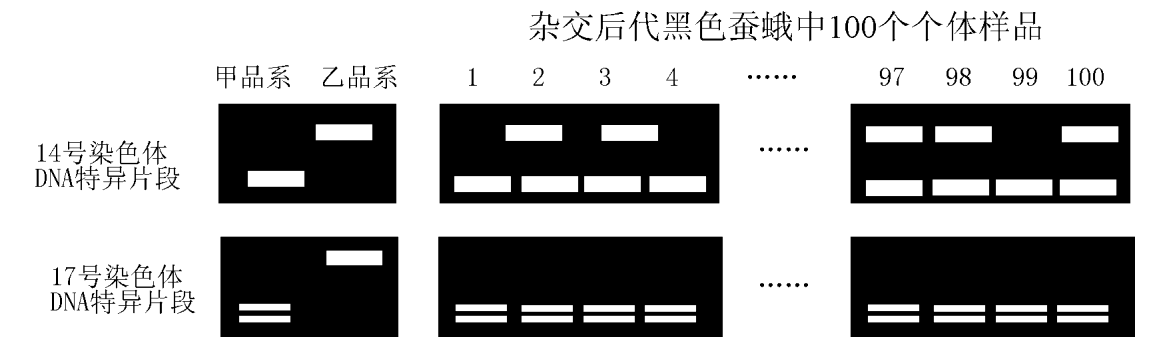 杂交后代黑色蚕蛾中100个个体样品
甲品系 乙品系 1 2 3 4 …… 97 98 99 100
14号染色体
DNA特异片段
……
17号染色体
DNA特异片段
……